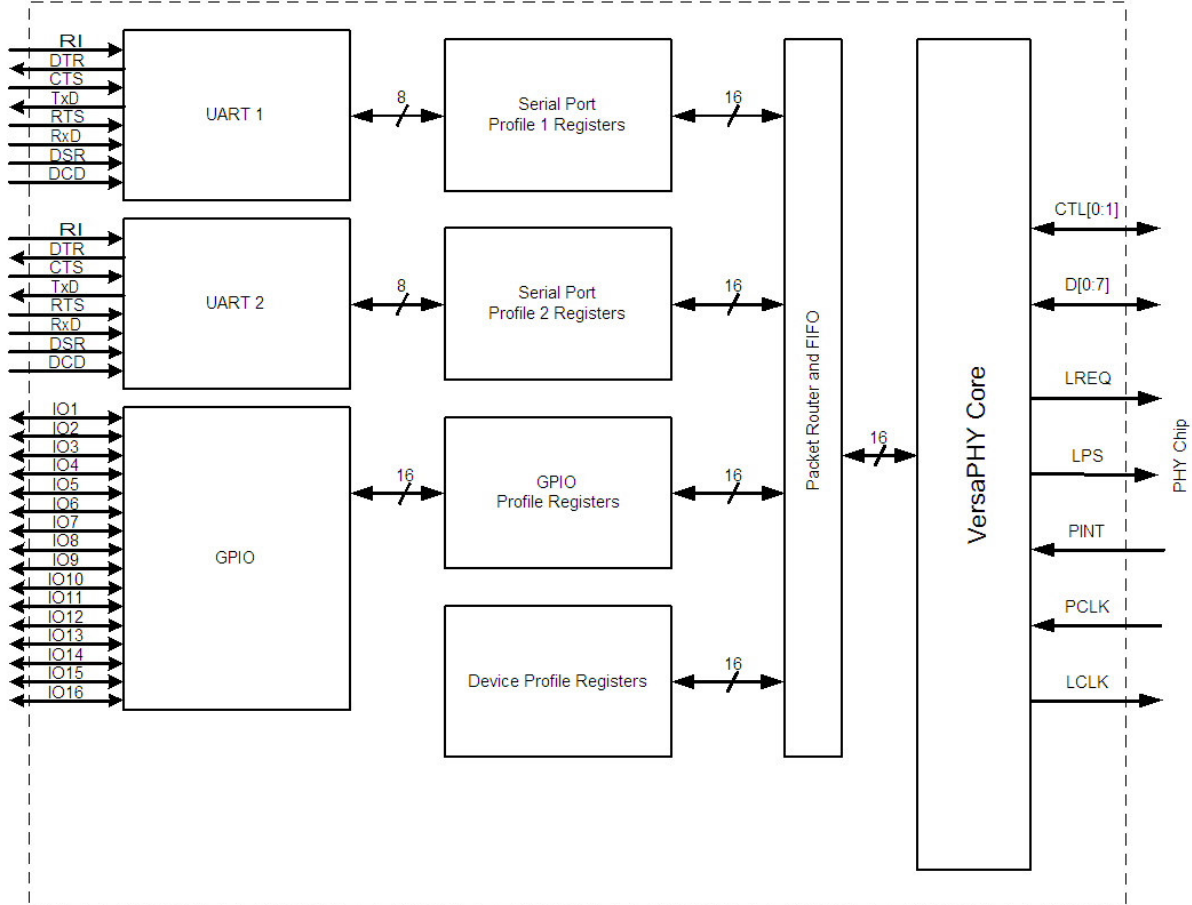 RI
DTR
CTS
TxD
RTS
RxD
DSR
DCD
UART 1
8
Serial Port
Profile 1 Registers
16
RI
DTR
CTS
TxD
RTS
RxD
DSR
DCD
UART 2
8
Serial Port
Profile 2 Registers
16
IO1
IO2
IO3
IO4
IO5
IO6
IO7
IO8
IO9
IO10
IO11
IO12
IO13
IO14
IO15
IO16
GPIO
16
GPIO
Profile Registers
16
Device Profile Registers
16
Packet Router and FIFO
16
VersaPHY Core
CTL[0:1]
D[0:7]
LREQ
LPS
PINT
PCLK
LCLK
PHY Chip